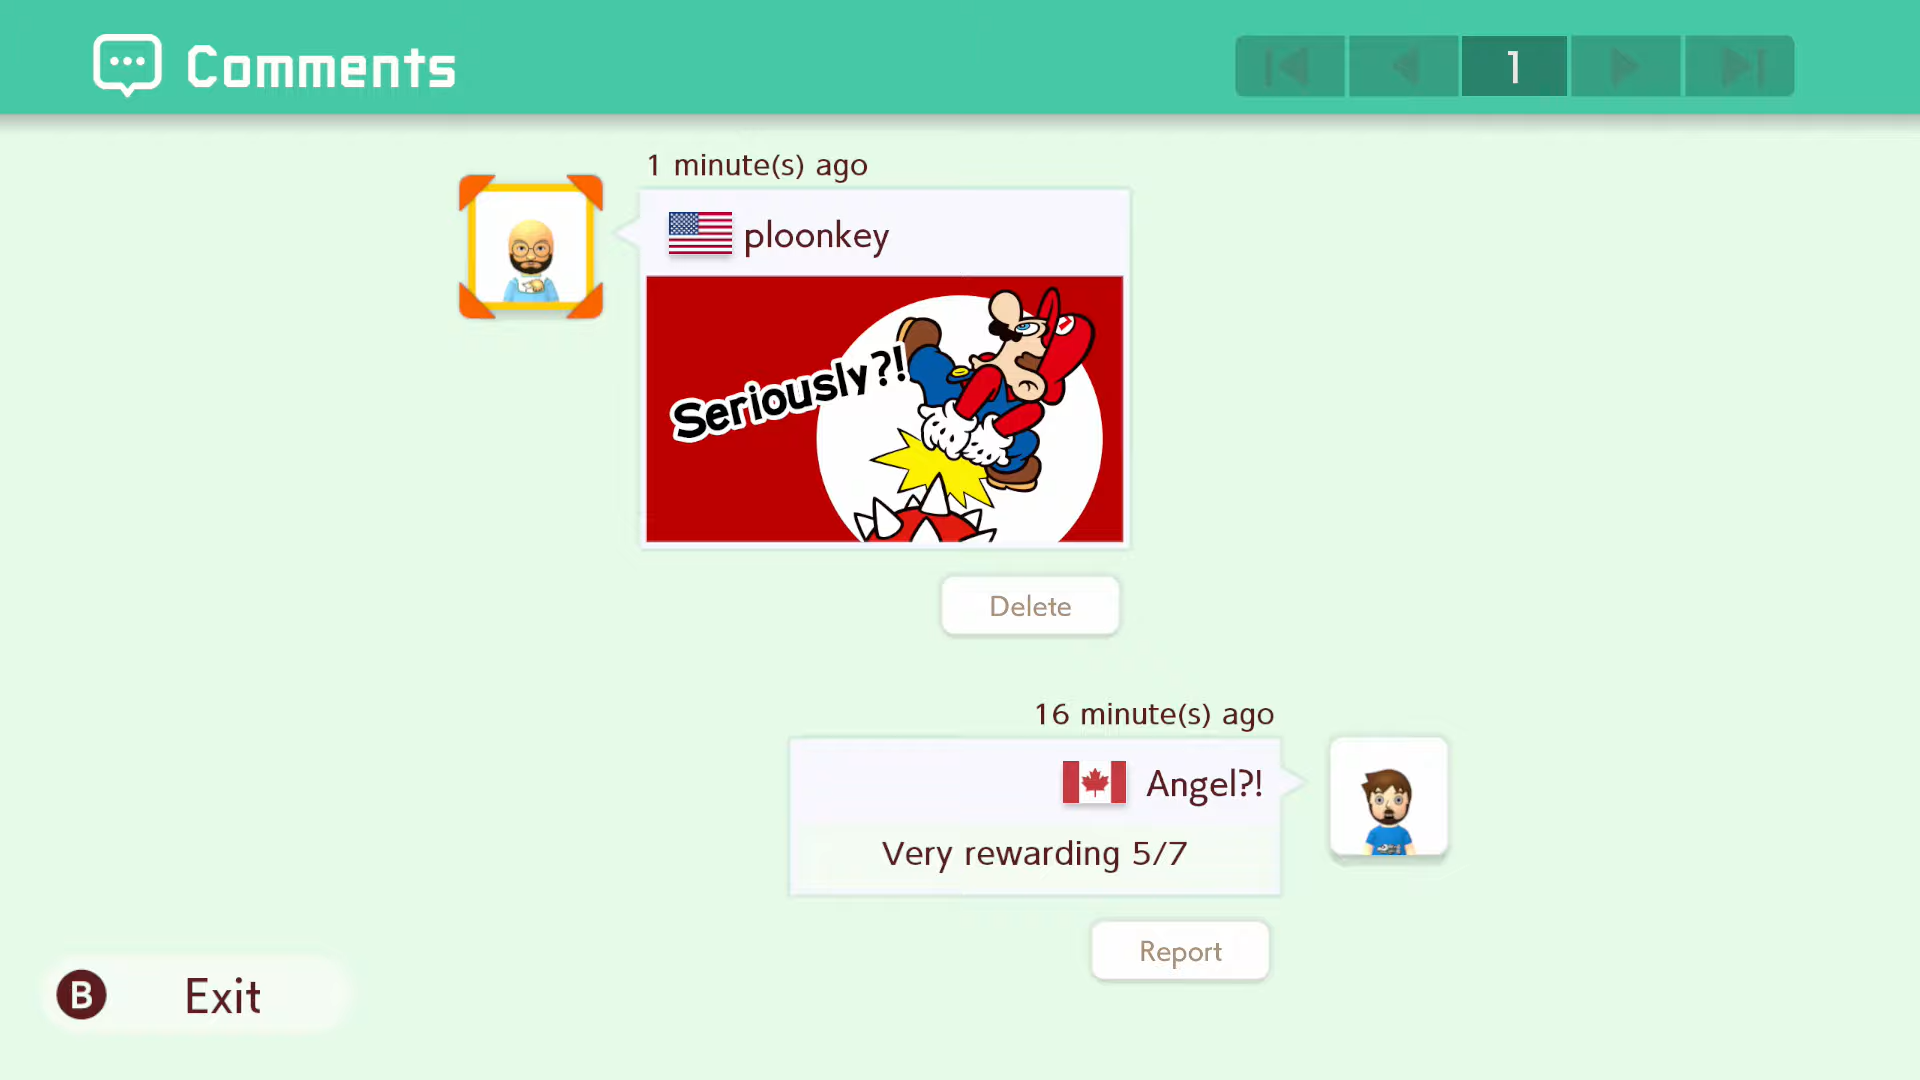 Comments
1
1 minute(s) ago
ploonkey
Seriously?!
Delete
16 minute(s) ago
Angel?!
Very rewarding 5/7
Report
B Exit